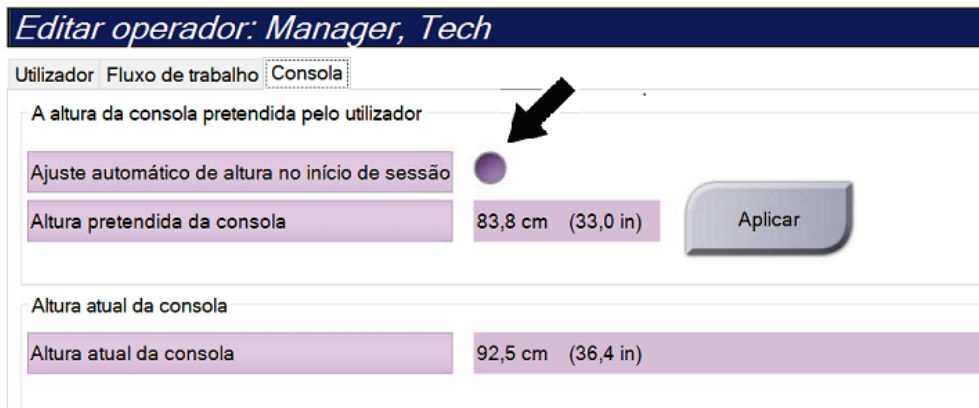 Editar operador: Manager, Tech
Utilizador Fluxo de trabalho Consola
A altura da consola pretendida pelo utilizador
Ajuste automático de altura no início de sessão
Altura pretendida da consola 83,8 cm (33,0 in) Aplicar
Altura atual da consola
Altura atual da consola 92,5 cm (36,4 in)